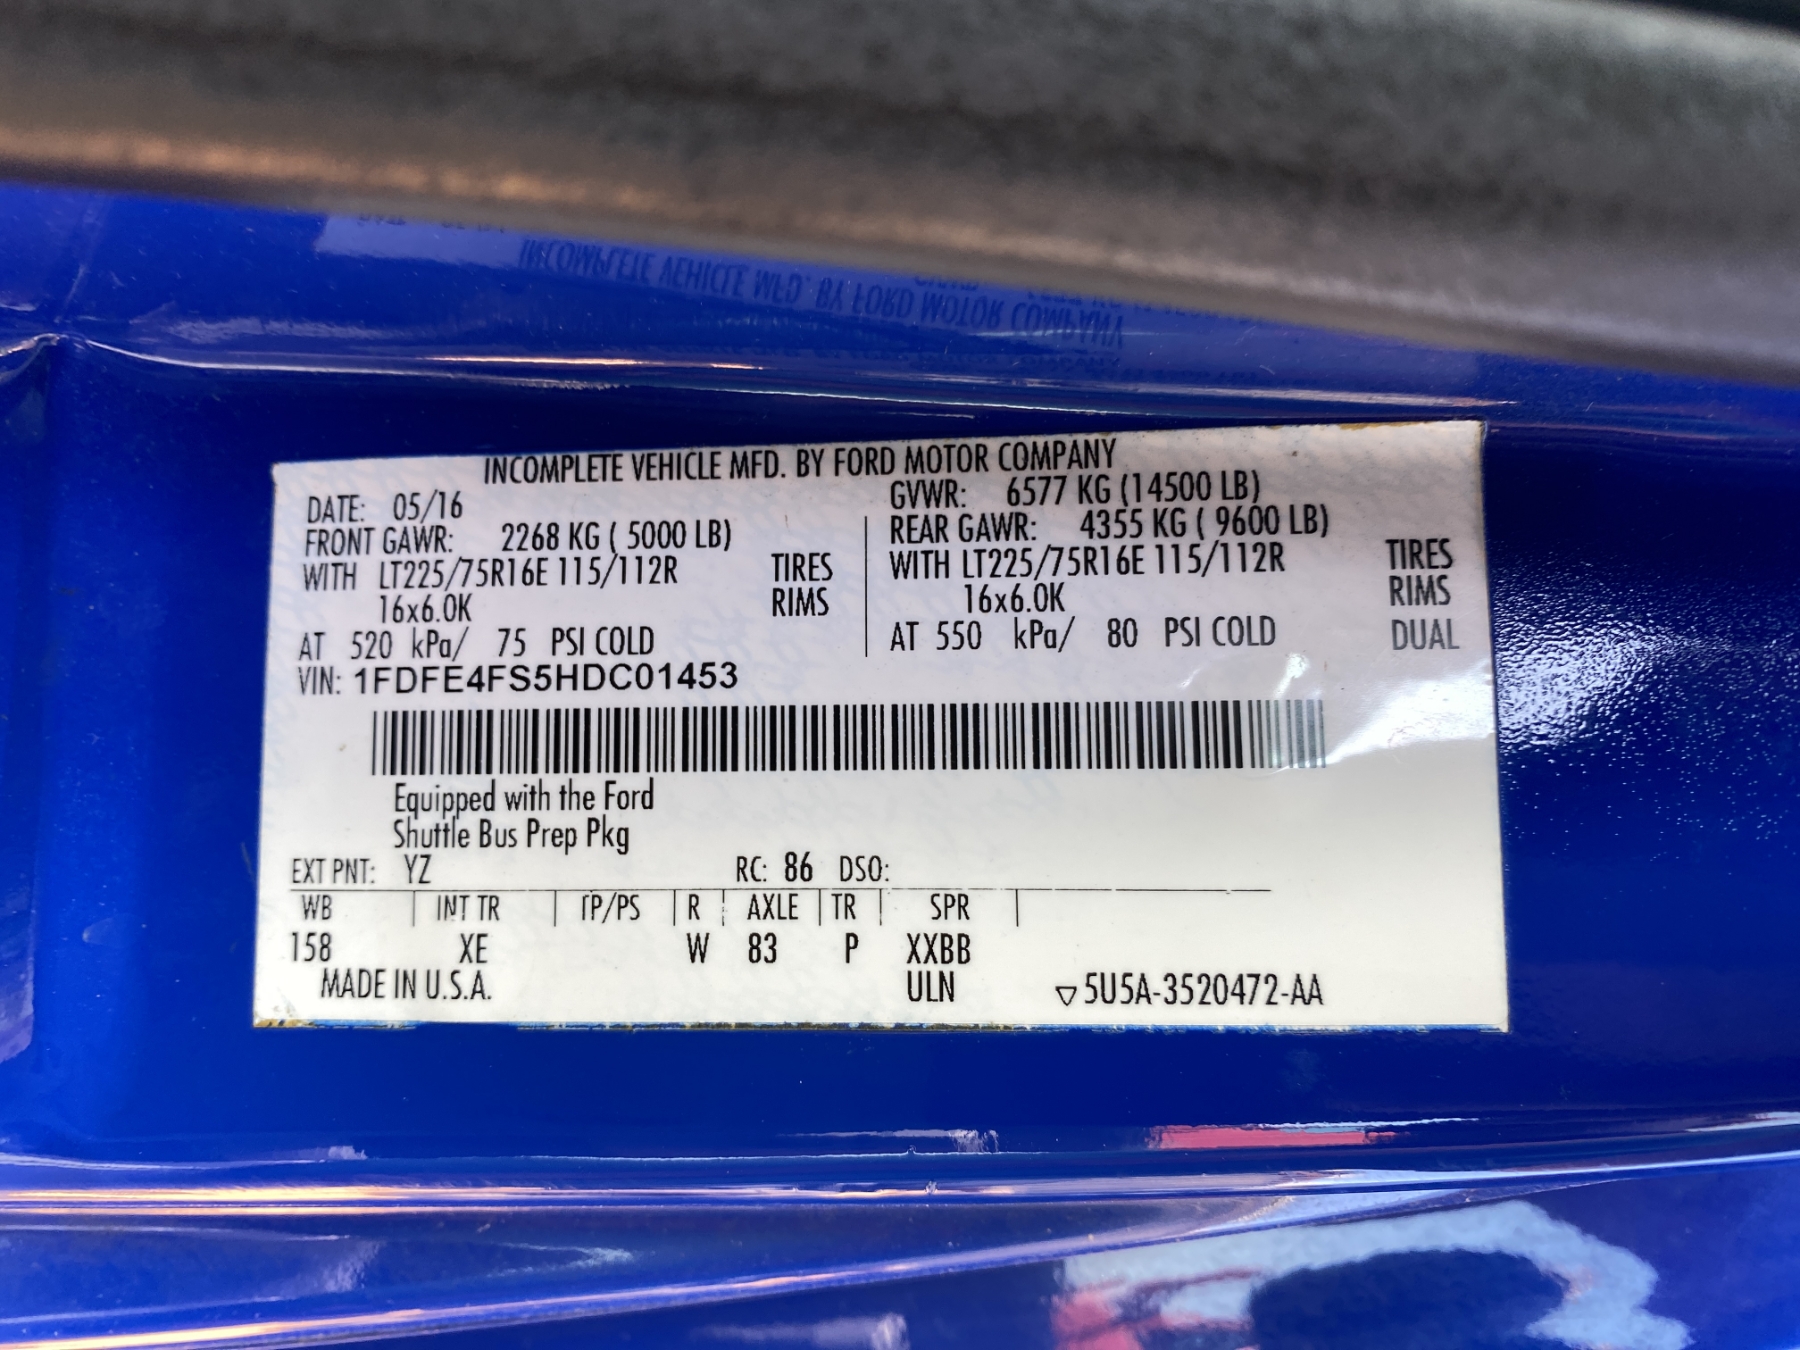 INCOMPLETE VEHICLE MFD. BY FORD MOTOR COMPANY
DATE: 05/16 GVWR: 6577 KG (14500 LB)
FRONT GAWR: 2268 KG ( 5000 LB) REAR GAWR: 4355 KG ( 9600 LB)
WITH LT225/75R16E 115/112R TIRES WITH LT225/75R16E 115/112R TIRES
16x6.0K RIMS 16x6.0K RIMS
AT 520 kPa/ 75 PSI COLD AT 550 kPa/ 80 PSI COLD DUAL
VIN: 1FDFE4FS5HDC01453
Equipped with the Ford
Shuttle Bus Prep Pkg
EXT PNT: YZ RC: 86 DSO:
WB INT TR TP/PS R AXLE TR SPR
158 XE W 83 P XXBB
MADE IN U.S.A. ULN ▽5U5A-3520472-AA